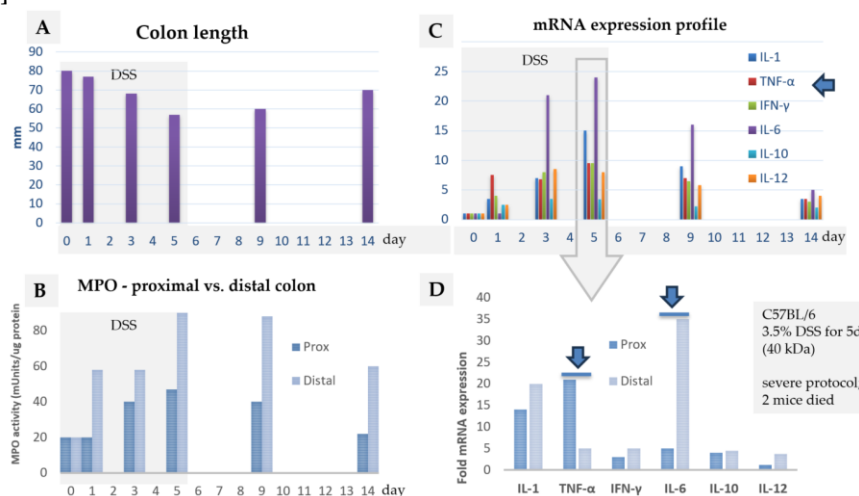 A
Colon length
90
80
70
60
50
40
30
20
10
0
mm
DSS
0 1 2 3 4 5 6 7 8 9 10 11 12 13 14 day
C
mRNA expression profile
25
20
15
10
5
0
DSS
IL-1
TNF-α
IFN-γ
IL-6
IL-10
IL-12
0 1 2 3 4 5 6 7 8 9 10 11 12 13 14 day
B
MPO - proximal vs. distal colon
MPO activity (mUnits/ug protein
80
60
40
20
0
DSS
Prox
Distal
0 1 2 3 4 5 6 7 8 9 10 11 12 13 14 day
D
Fold mRNA expression
40
35
30
25
20
15
10
5
0
Prox
Distal
IL-1 TNF-α IFN-γ IL-6 IL-10 IL-12
C57BL/6
3.5% DSS for 5d
(40 kDa)
severe protocol,
2 mice died